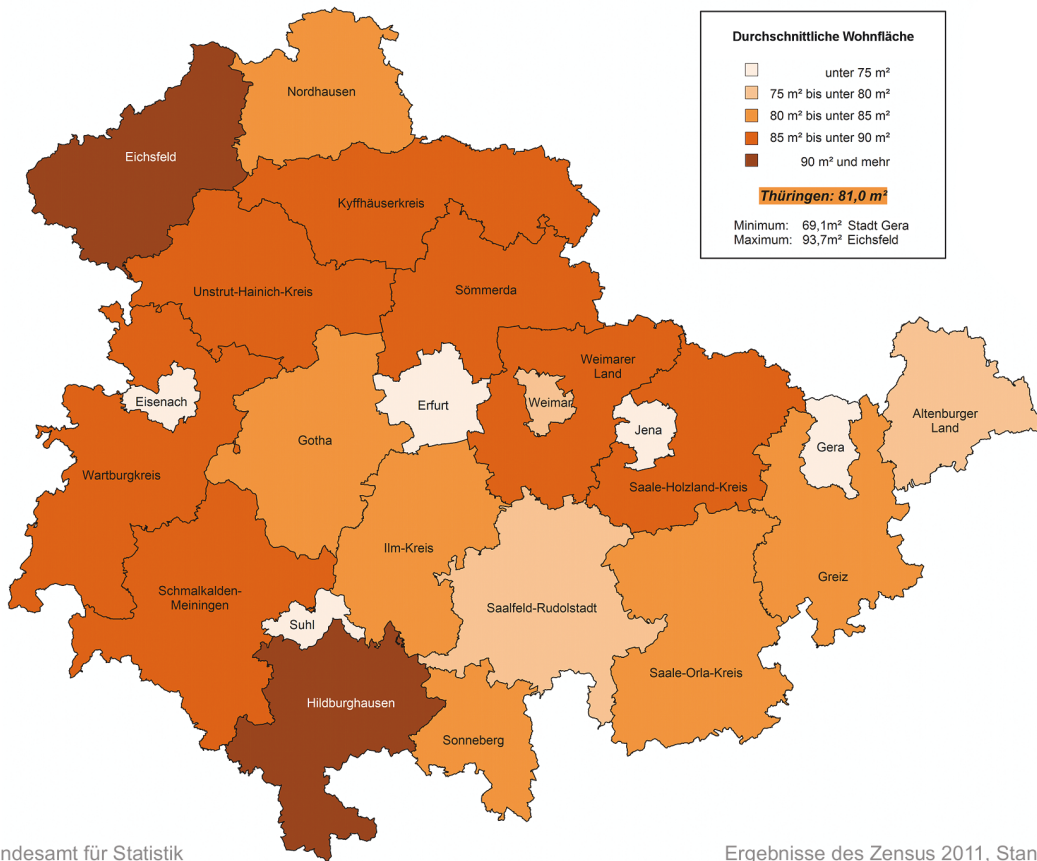 Durchschnittliche Wohnfläche
unter 75 m²
75 m² bis unter 80 m²
80 m² bis unter 85 m²
85 m² bis unter 90 m²
90 m² und mehr
Thüringen: 81,0 m²
Minimum: 69,1m² Stadt Gera
Maximum: 93,7m² Eichsfeld
Nordhausen
Eichsfeld
Kyffhäuserkreis
Unstrut-Hainich-Kreis
Sömmerda
Weimarer
Land
Eisenach
Erfurt
Weimar
Jena
Gotha
Gera
Altenburger
Land
Wartburgkreis
Saale-Holzland-Kreis
Ilm-Kreis
Schmalkalden-
Meiningen
Greiz
Saalfeld-Rudolstadt
Suhl
Saale-Orla-Kreis
Hildburghausen
Sonneberg
ndesamt für Statistik
Ergebnisse des Zensus 2011, Stan